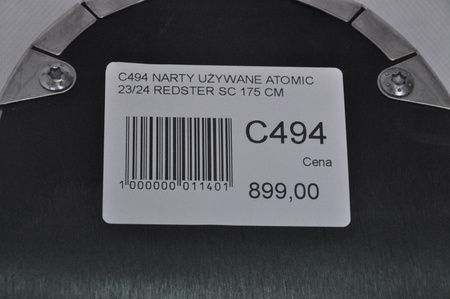 C494 NARTY UŻYWANE ATOMIC
23/24 REDSTER SC 175 CM
C494
Cena
1 000000 011401
899,00